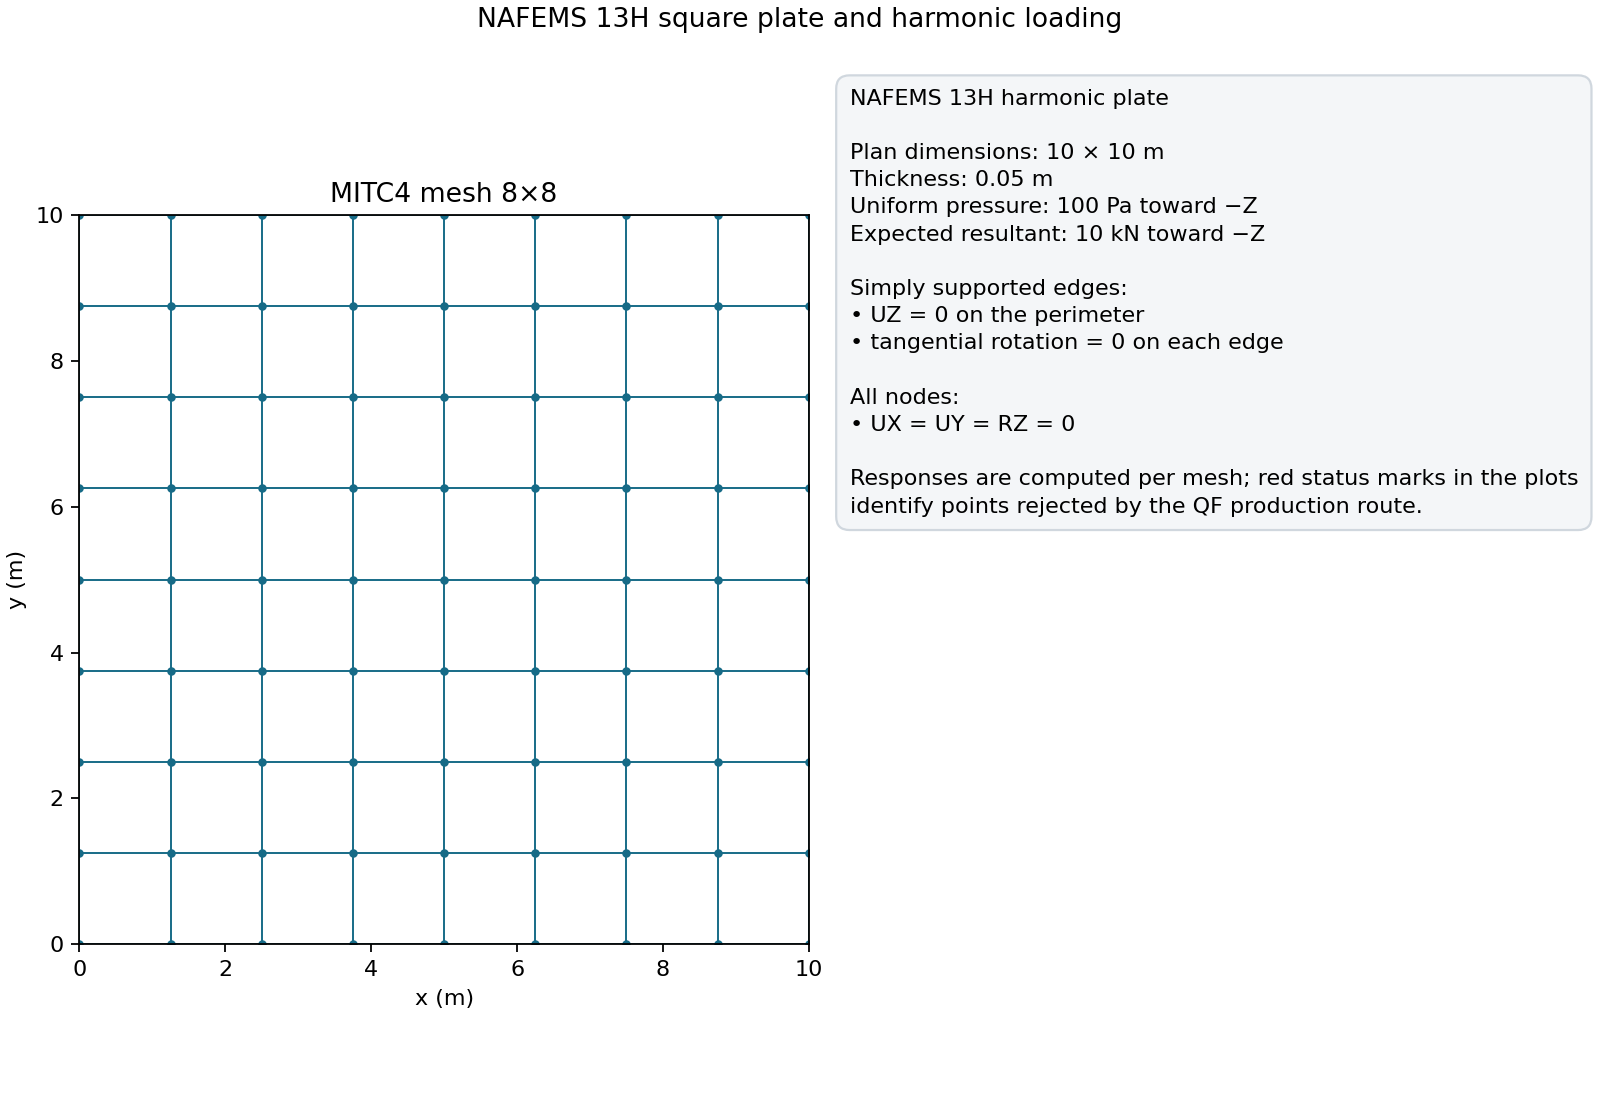 NAFEMS 13H square plate and harmonic loading
MITC4 mesh 8×8
10
8
6
4
2
0
y (m)
0 2 4 6 8 10
x (m)
NAFEMS 13H harmonic plate
Plan dimensions: 10 × 10 m
Thickness: 0.05 m
Uniform pressure: 100 Pa toward −Z
Expected resultant: 10 kN toward −Z
Simply supported edges:
• UZ = 0 on the perimeter
• tangential rotation = 0 on each edge
All nodes:
• UX = UY = RZ = 0
Responses are computed per mesh; red status marks in the plots
identify points rejected by the QF production route.